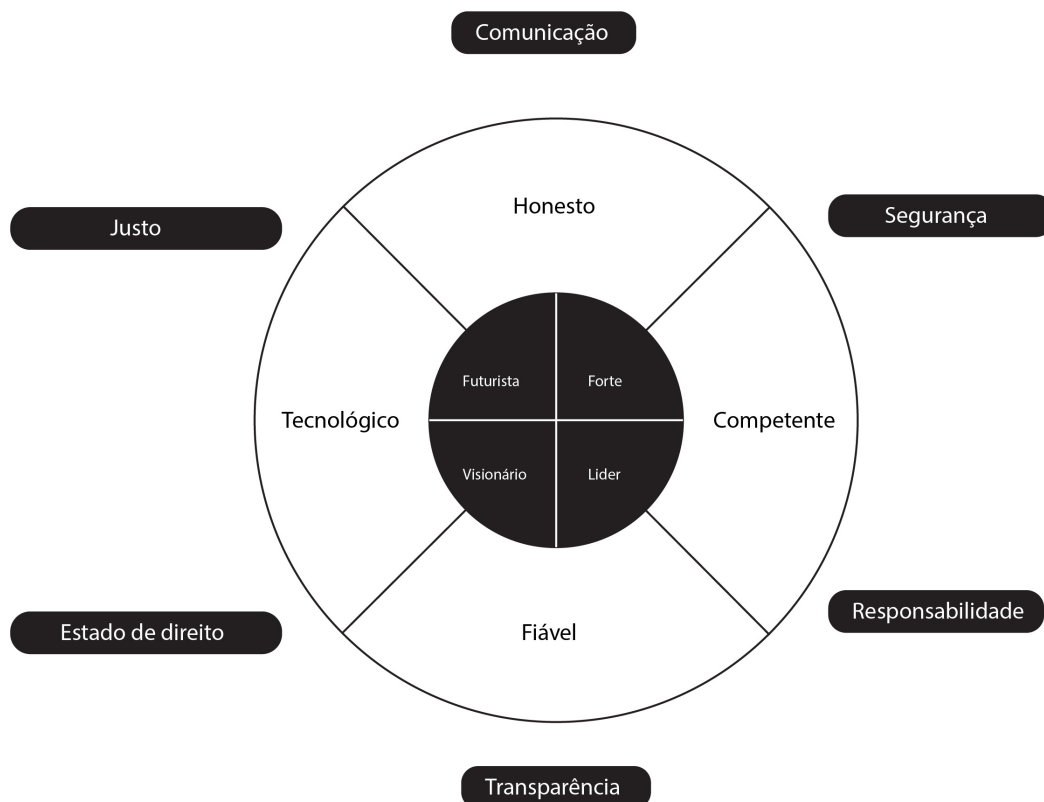 Comunicação
Honesto
Justo
Segurança
Futurista
Forte
Tecnológico
Competente
Visionário
Lider
Estado de direito
Fiável
Responsabilidade
Transparência